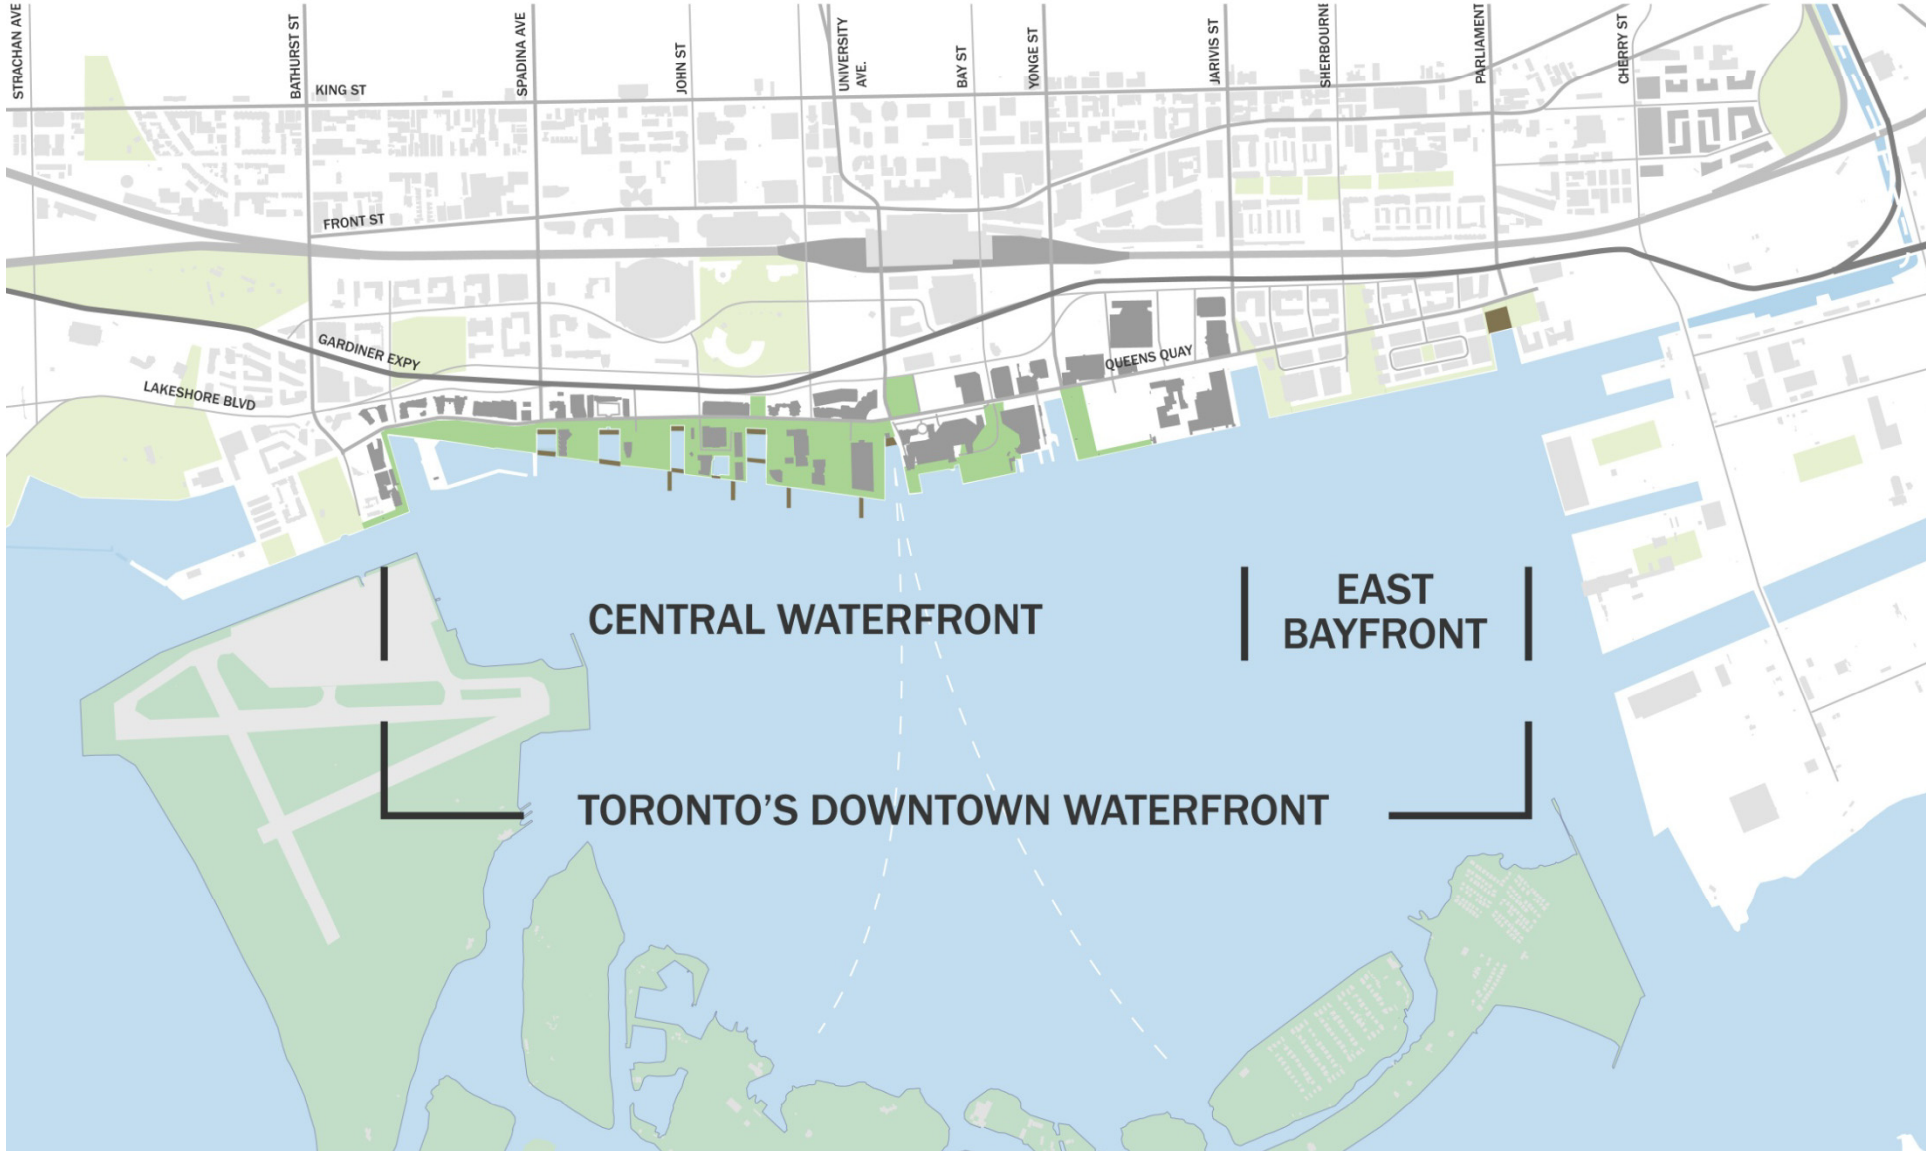 STRACHAN AVE
BATHURST ST
SPADINA AVE
JOHN ST
UNIVERSITY
AVE.
BAY ST
YONGE ST
JARIVIS ST
SHERBOURNE
PARLIAMENT
CHERRY ST
KING ST
FRONT ST
GARDINER EXPY
QUEENS QUAY
LAKESHORE BLVD
CENTRAL WATERFRONT
EAST
BAYFRONT
TORONTO'S DOWNTOWN WATERFRONT